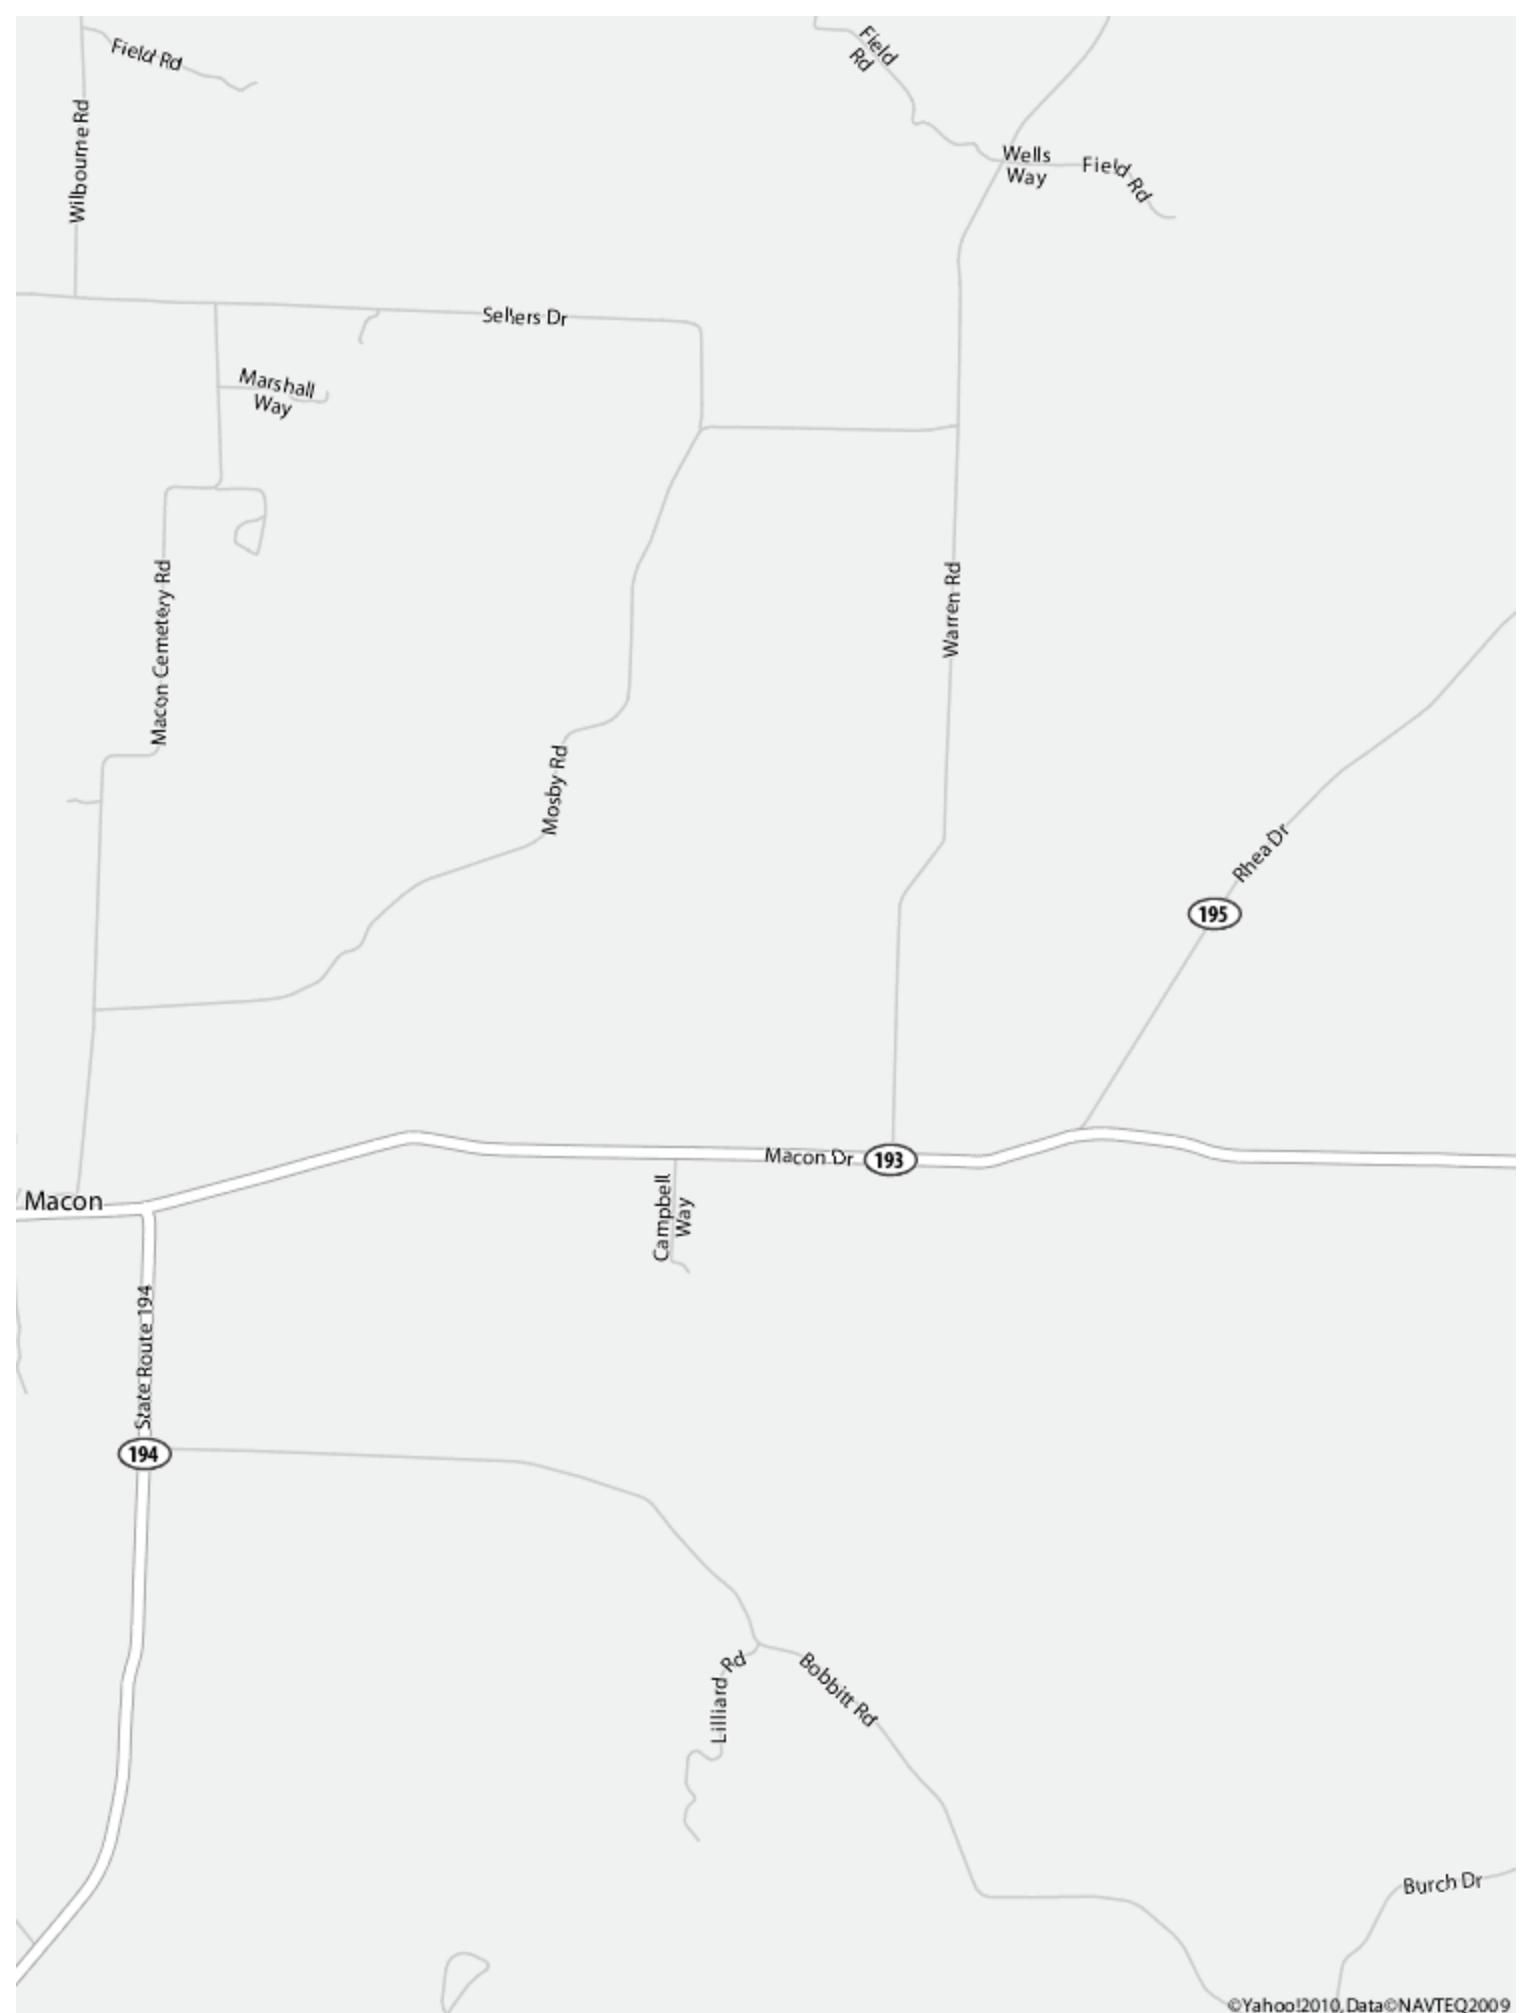 Field Rd
Field
Rd
Wilbourne Rd
Wells
Way
Field Rd
Sellers Dr
Marshall
Way
Macon Cemetery Rd
Warren Rd
Mosby Rd
Rhea Dr
195
Macon Dr
193
Macon
Campbell
Way
State Route 194
194
Lilliard Rd
Bobbitt Rd
Burch Dr
©Yahoo!2010,Data©NAVTEQ2009